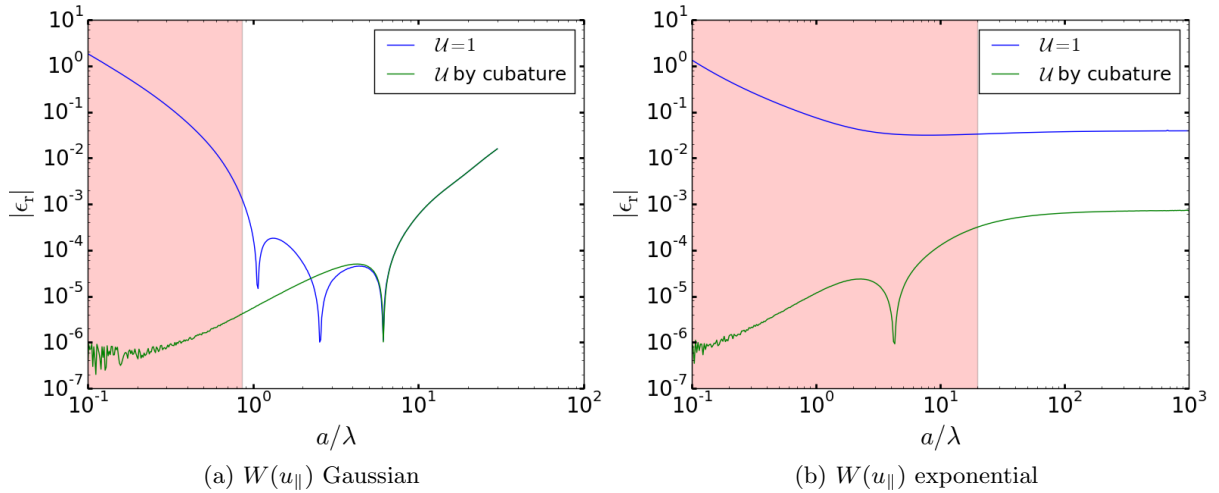 10^1
10^0
10^{-1}
10^{-2}
10^{-3}
10^{-4}
10^{-5}
10^{-6}
10^{-7}
|ϵ_r|
𝒰=1
𝒰 by cubature
10^{-1} 10^0 10^1 10^2
a/λ
(a) W(u_∥) Gaussian
10^1
10^0
10^{-1}
10^{-2}
10^{-3}
10^{-4}
10^{-5}
10^{-6}
10^{-7}
|ϵ_r|
𝒰=1
𝒰 by cubature
10^{-1} 10^0 10^1 10^2 10^3
a/λ
(b) W(u_∥) exponential